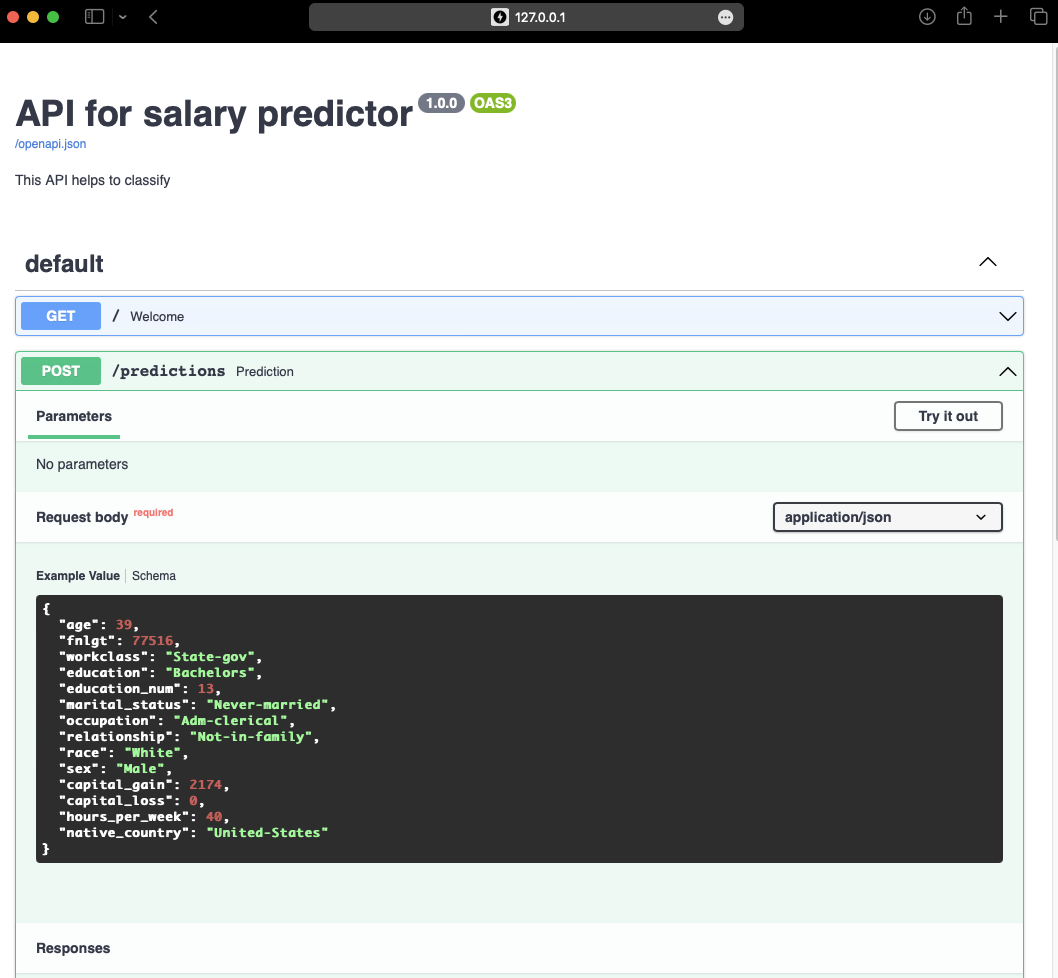 127.0.0.1
API for salary predictor 1.0.0 OAS3
/openapi.json
This API helps to classify
default
GET / Welcome
POST /predictions Prediction
Parameters Try it out
No parameters
Request body required application/json
Example Value Schema
{
"age": 39,
"fnlgt": 77516,
"workclass": "State-gov",
"education": "Bachelors",
"education_num": 13,
"marital_status": "Never-married",
"occupation": "Adm-clerical",
"relationship": "Not-in-family",
"race": "White",
"sex": "Male",
"capital_gain": 2174,
"capital_loss": 0,
"hours_per_week": 40,
"native_country": "United-States"
}
Responses